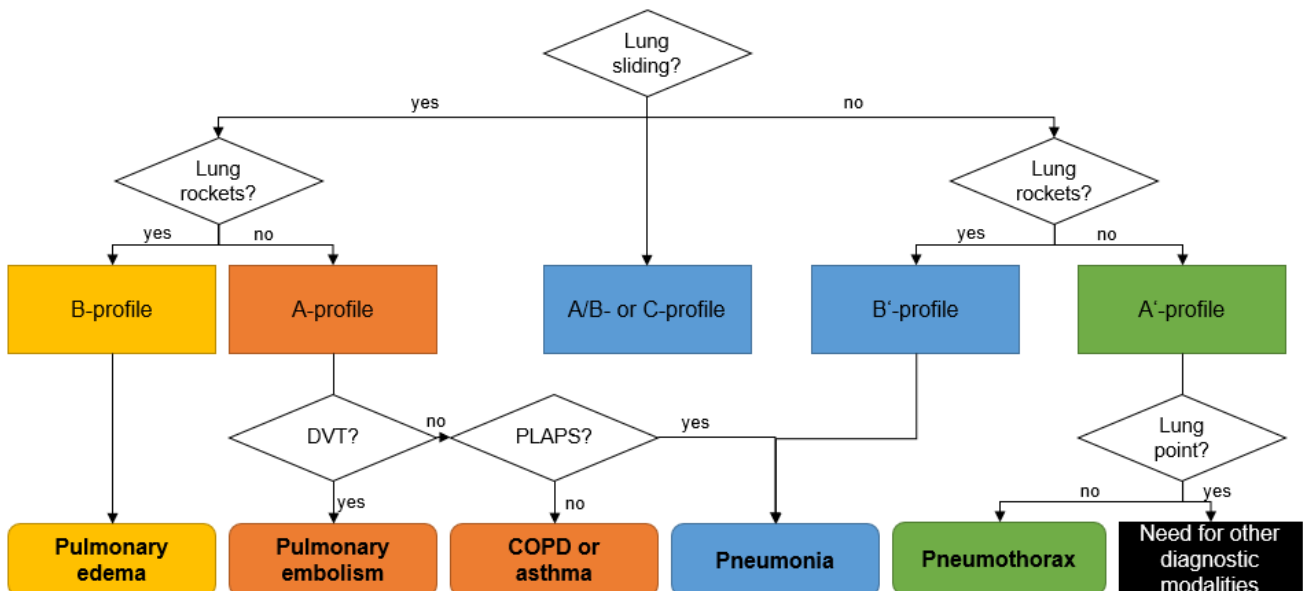 Lung
sliding?
yes
no
Lung
rockets?
Lung
rockets?
yes
no
yes
no
B-profile
A-profile
A/B- or C-profile
B‘-profile
A‘-profile
DVT?
no
PLAPS?
yes
Lung
point?
yes
no
no
yes
Pulmonary
edema
Pulmonary
embolism
COPD or
asthma
Pneumonia
Pneumothorax
Need for other
diagnostic
modalities